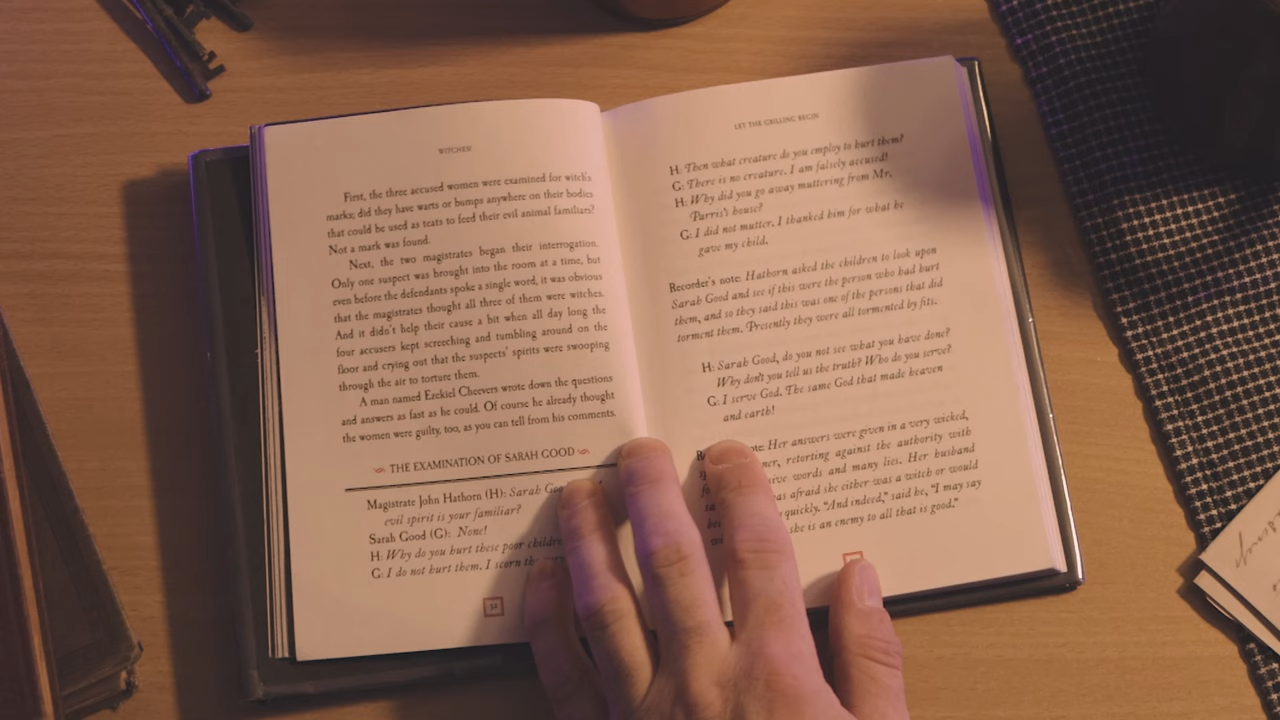 WITCHES!
First, the three accused women were examined for witch's
marks; did they have warts or bumps anywhere on their bodies
that could be used as teats to feed their evil animal familiars?
Not a mark was found.
Next, the two magistrates began their interrogation.
Only one suspect was brought into the room at a time, but
even before the defendants spoke a single word, it was obvious
that the magistrates thought all three of them were witches.
And it didn't help their cause a bit when all day long the
four accusers kept screeching and tumbling around on the
floor and crying out that the suspects' spirits were swooping
through the air to torture them.
A man named Ezekiel Cheevers wrote down the questions
and answers as fast as he could. Of course he already thought
the women were guilty, too, as you can tell from his comments.
THE EXAMINATION OF SARAH GOOD
Magistrate John Hathorn (H): Sarah
evil spirit is your familiar?
Sarah Good (G): None!
H: Why do you hurt these poor
G: I do not hurt them. I scorn
32
LET THE GRILLING BEGIN
H: Then what creature do you employ to hurt them?
G: There is no creature. I am falsely accused!
H: Why did you go away muttering from Mr.
Parris's house?
G: I did not mutter. I thanked him for what he
gave my child.
Recorder's note: Hathorn asked the children to look upon
Sarah Good and see if this were the person who had hurt
them, and so they said this was one of the persons that did
torment them. Presently they were all tormented by fits.
H: Sarah Good, do you not see what you have done?
Why don't you tell us the truth? Who do you serve?
G: I serve God. The same God that made heaven
and earth!
Her answers were given in a very wicked,
retorting against the authority with
words and many lies. Her husband
afraid she either was a witch or would
quickly. "And indeed," said he, "I may say
she is an enemy to all that is good."